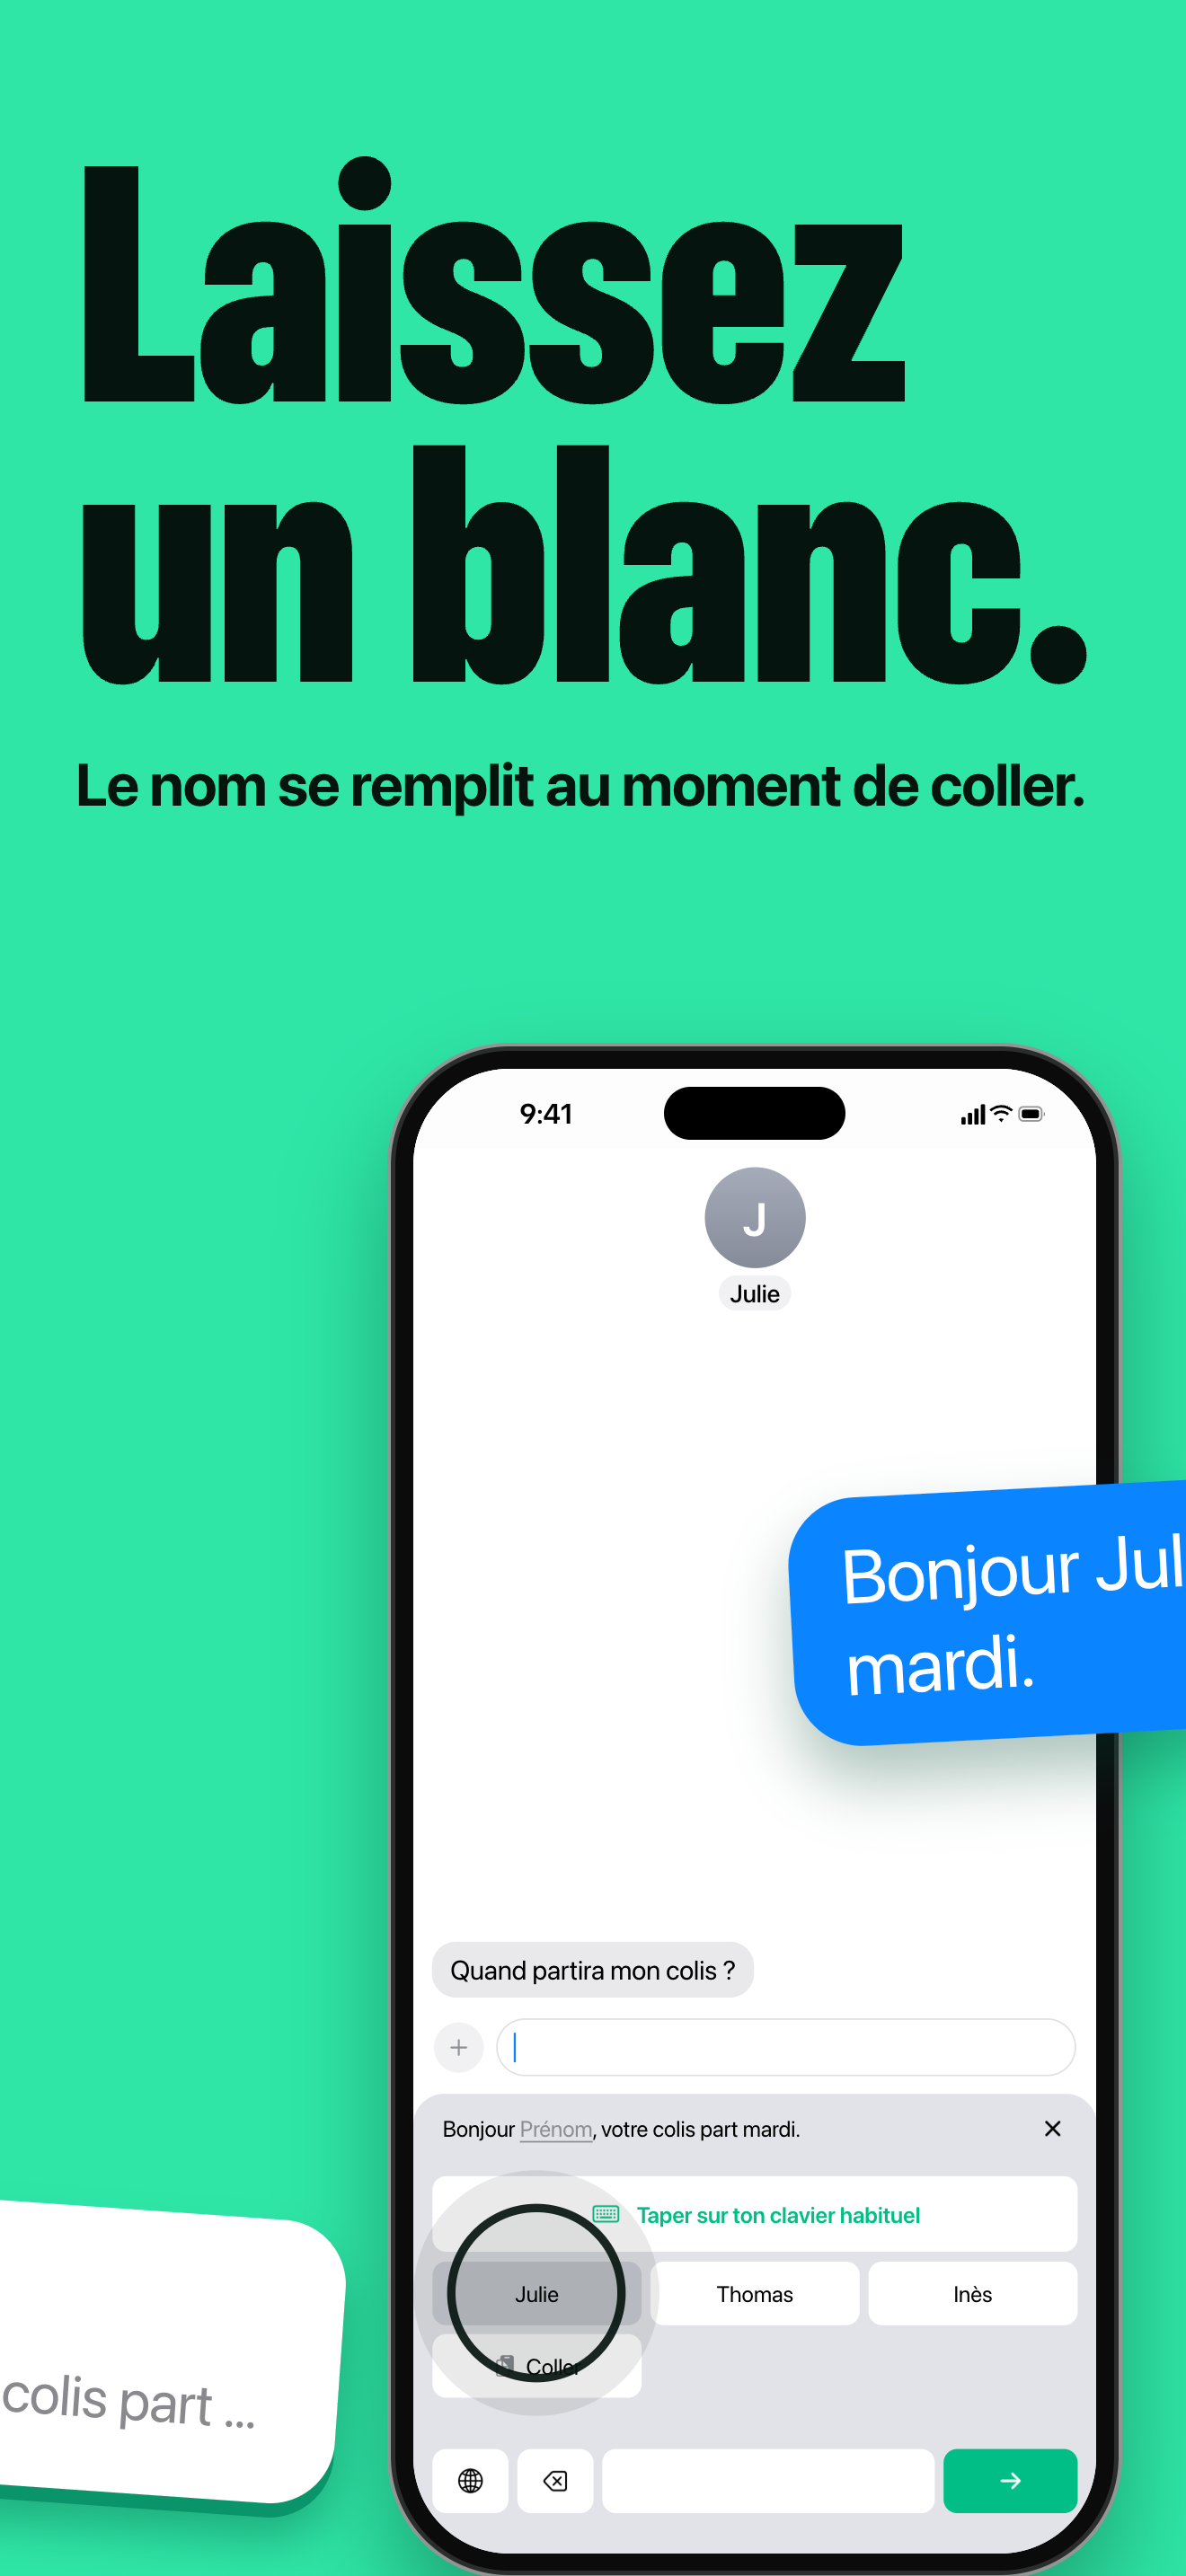 Laissez
un blanc.
Le nom se remplit au moment de coller.
9:41
J
Julie
Bonjour
mardi.
Quand partira mon colis ?
Bonjour Prénom, votre colis part mardi.
Taper sur ton clavier habituel
Julie Thomas Inès
Coller
colis part ...